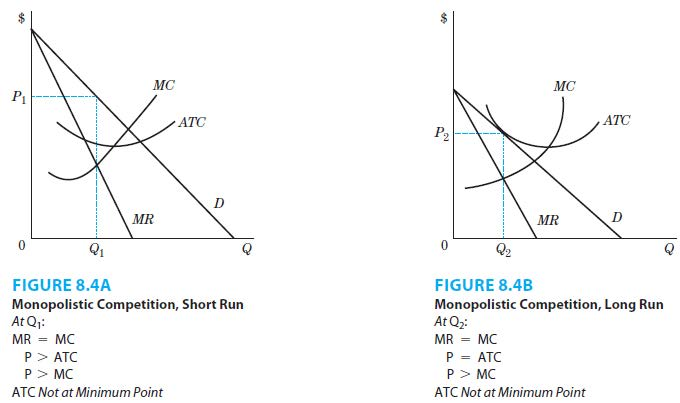 $
MC
P1
ATC
D
MR
0
Q1
Q
FIGURE 8.4A
Monopolistic Competition, Short Run
At Q1:
MR = MC
P > ATC
P > MC
ATC Not at Minimum Point
$
MC
ATC
P2
MR
D
0
Q2
Q
FIGURE 8.4B
Monopolistic Competition, Long Run
At Q2:
MR = MC
P = ATC
P > MC
ATC Not at Minimum Point